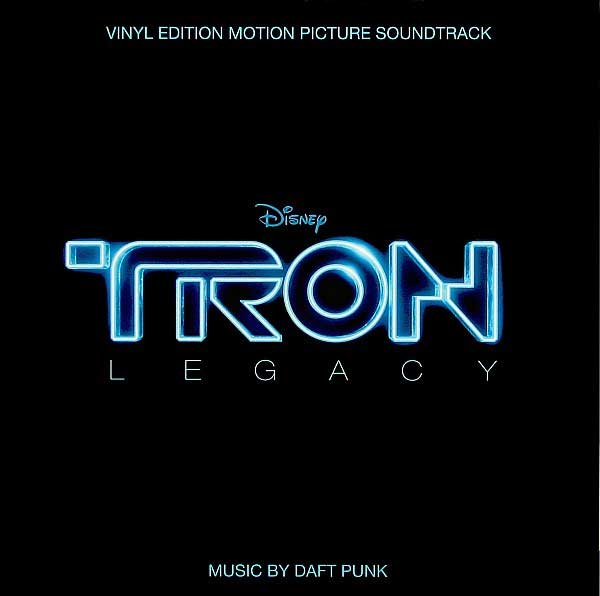 VINYL EDITION MOTION PICTURE SOUNDTRACK
Disney
TRON
LEGACY
MUSIC BY DAFT PUNK